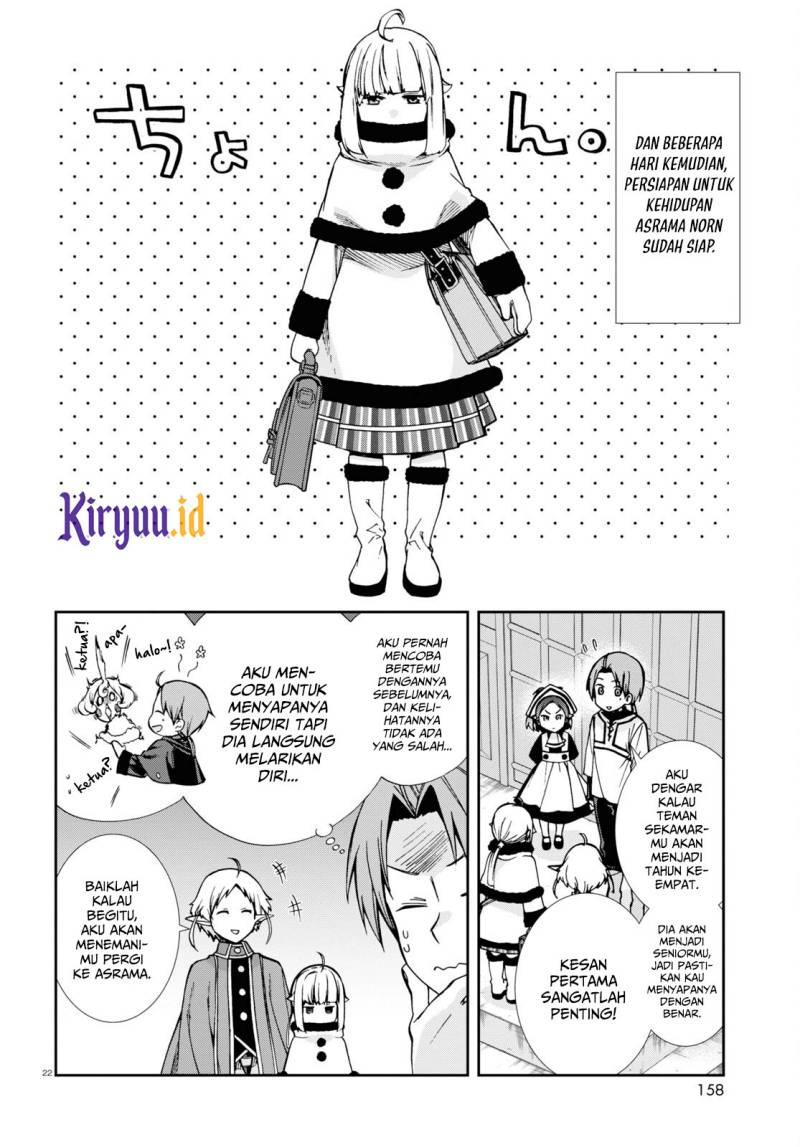 DAN BEBERAPA
HARI KEMUDIAN,
PERSIAPAN UNTUK
KEHIDUPAN
ASRAMA NORN
SUDAH SIAP.
ちょん。
Kiryuu.id
AKU
DENGAR
KALAU
TEMAN
SEKAMAR-
MU AKAN
MENJADI
TAHUN KE-
EMPAT.
DIA AKAN
MENJADI
SENIORMU,
JADI PASTI-
KAN KAU
MENYAPANYA
DENGAN
BENAR.
KESAN
PERTAMA
SANGATLAH
PENTING!
AKU PERNAH
MENCOBA
BERTEMU
DENGANNYA
SEBELUMNYA,
DAN KELI-
HATANNYA
TIDAK ADA
YANG SALAH...
AKU MEN-
COBA UNTUK
MENYAPANYA
SENDIRI TAPI
DIA LANGSUNG
MELARIKAN
DIRI...
halo~!
apa-
ketua?!
ketua?
BAIKLAH
KALAU
BEGITU,
AKU AKAN
MENEMANI-
MU PERGI
KE ASRAMA.
22
158